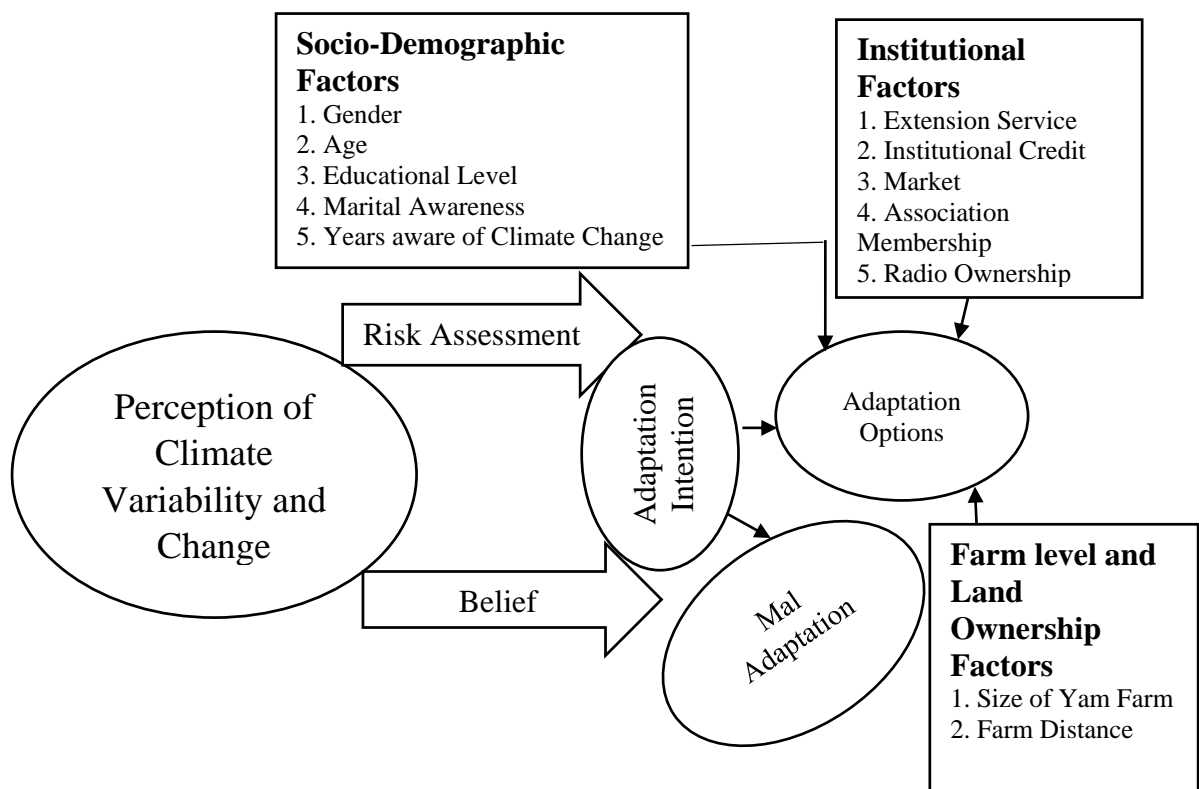 Socio-Demographic
Factors
1. Gender
2. Age
3. Educational Level
4. Marital Awareness
5. Years aware of Climate Change
Institutional
Factors
1. Extension Service
2. Institutional Credit
3. Market
4. Association
Membership
5. Radio Ownership
Risk Assessment
Perception of
Climate
Variability and
Change
Adaptation
Intention
Adaptation
Options
Belief
Mal
Adaptation
Farm level and
Land
Ownership
Factors
1. Size of Yam Farm
2. Farm Distance